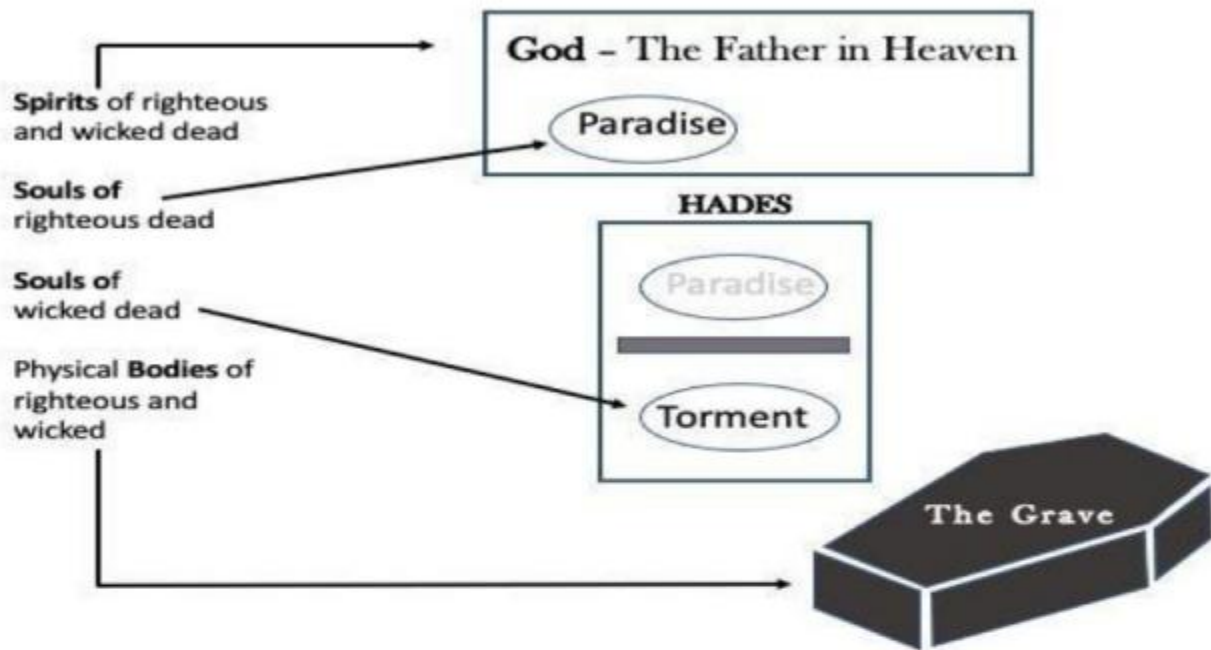 God – The Father in Heaven
Spirits of righteous
and wicked dead
Paradise
Souls of
righteous dead
HADES
Souls of
wicked dead
Paradise
Physical Bodies of
righteous and
wicked
Torment
The Grave